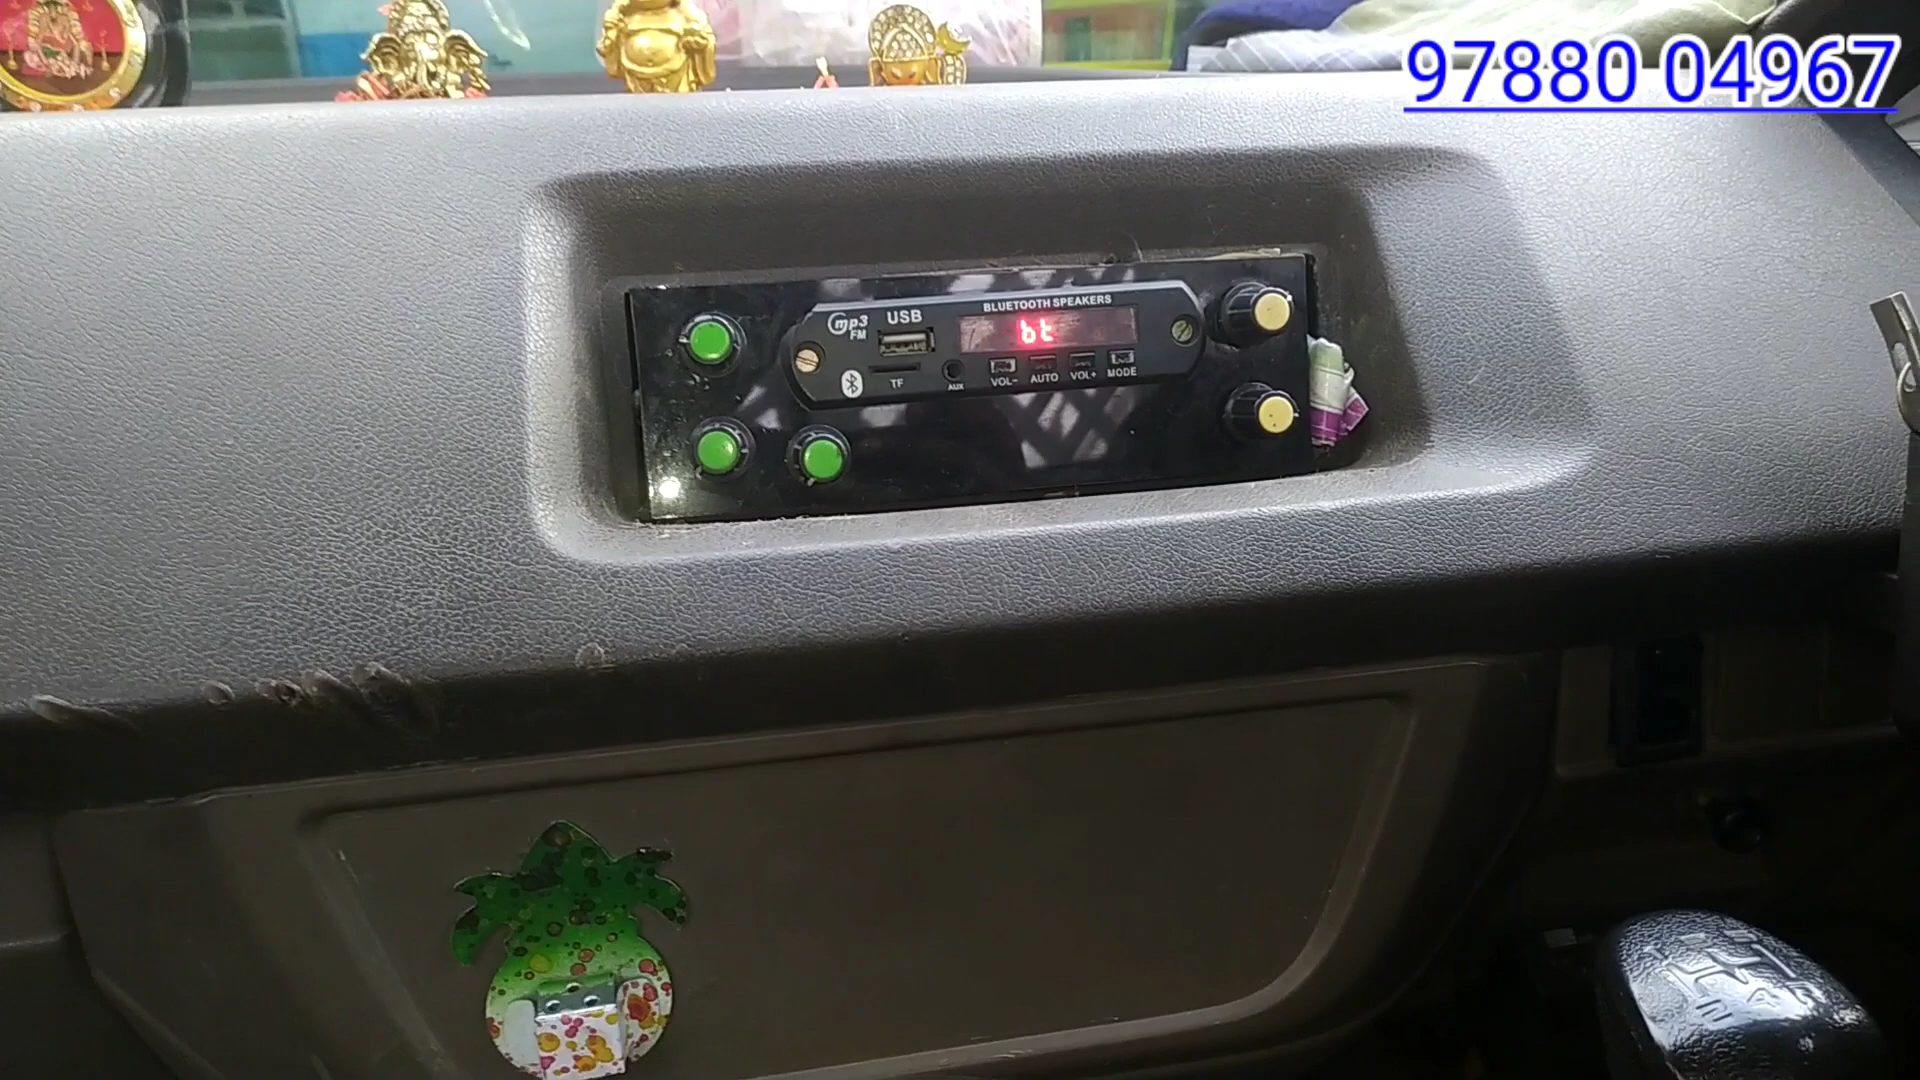 97880 04967
BLUETOOTH SPEAKERS
mp3
FM
USB
bt
TF
AUX
VOL-
AUTO
VOL+
MODE